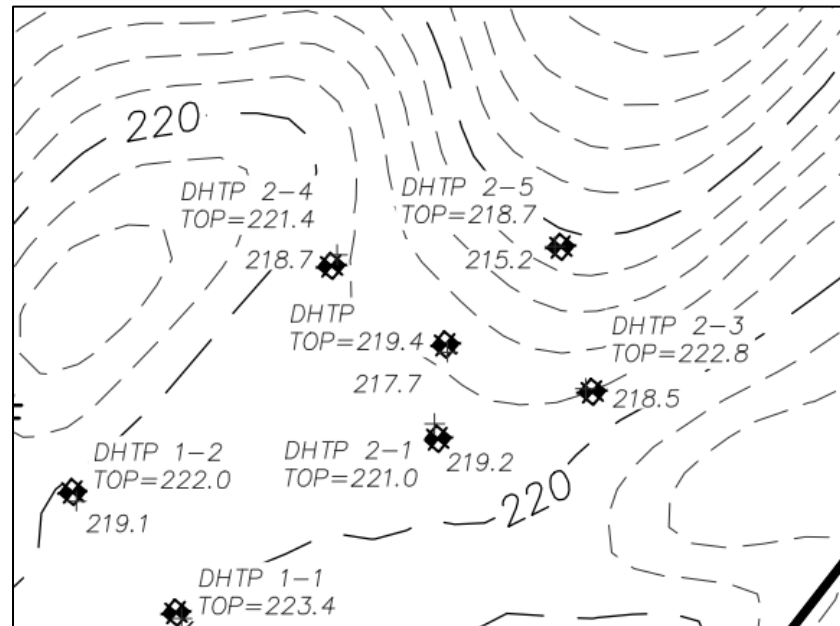 220
DHTP 2-4
TOP=221.4
218.7
DHTP 2-5
TOP=218.7
215.2
DHTP
TOP=219.4
217.7
DHTP 2-3
TOP=222.8
218.5
DHTP 1-2
TOP=222.0
219.1
DHTP 2-1
TOP=221.0
219.2
220
DHTP 1-1
TOP=223.4